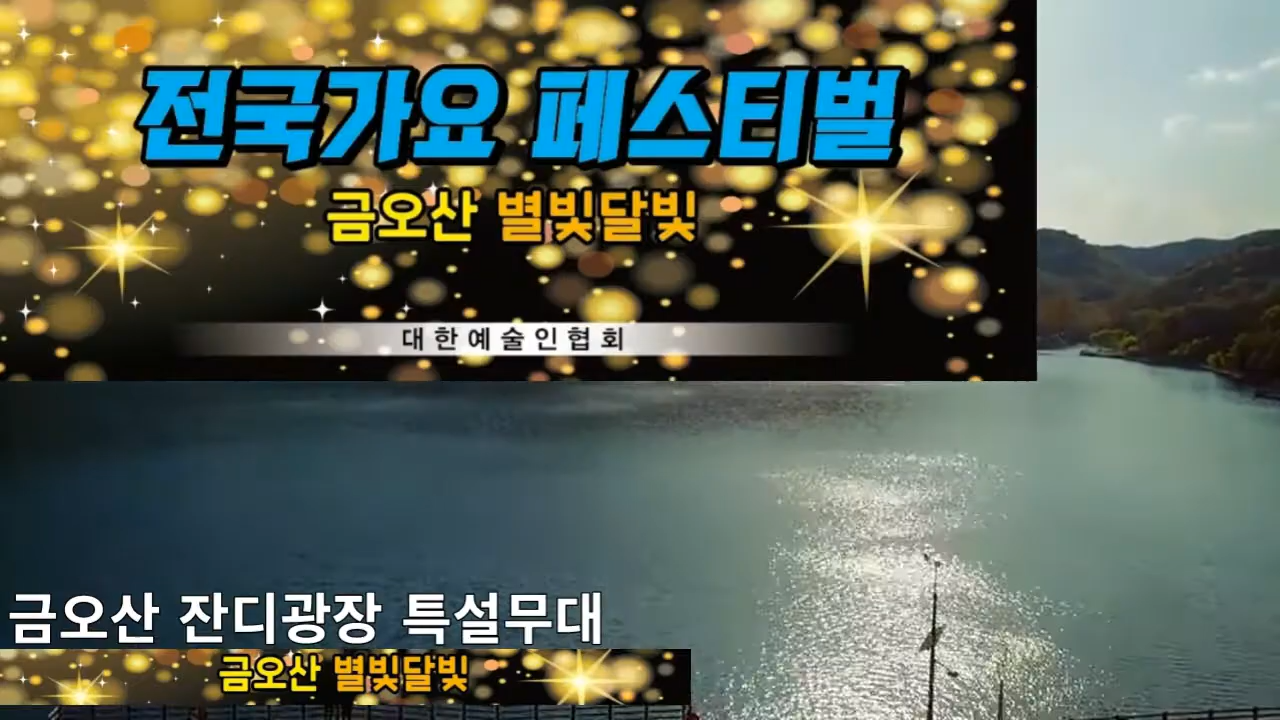 전국가요 페스티벌
금오산 별빛달빛
대한예술인협회
금오산 잔디광장 특설무대
금오산 별빛달빛